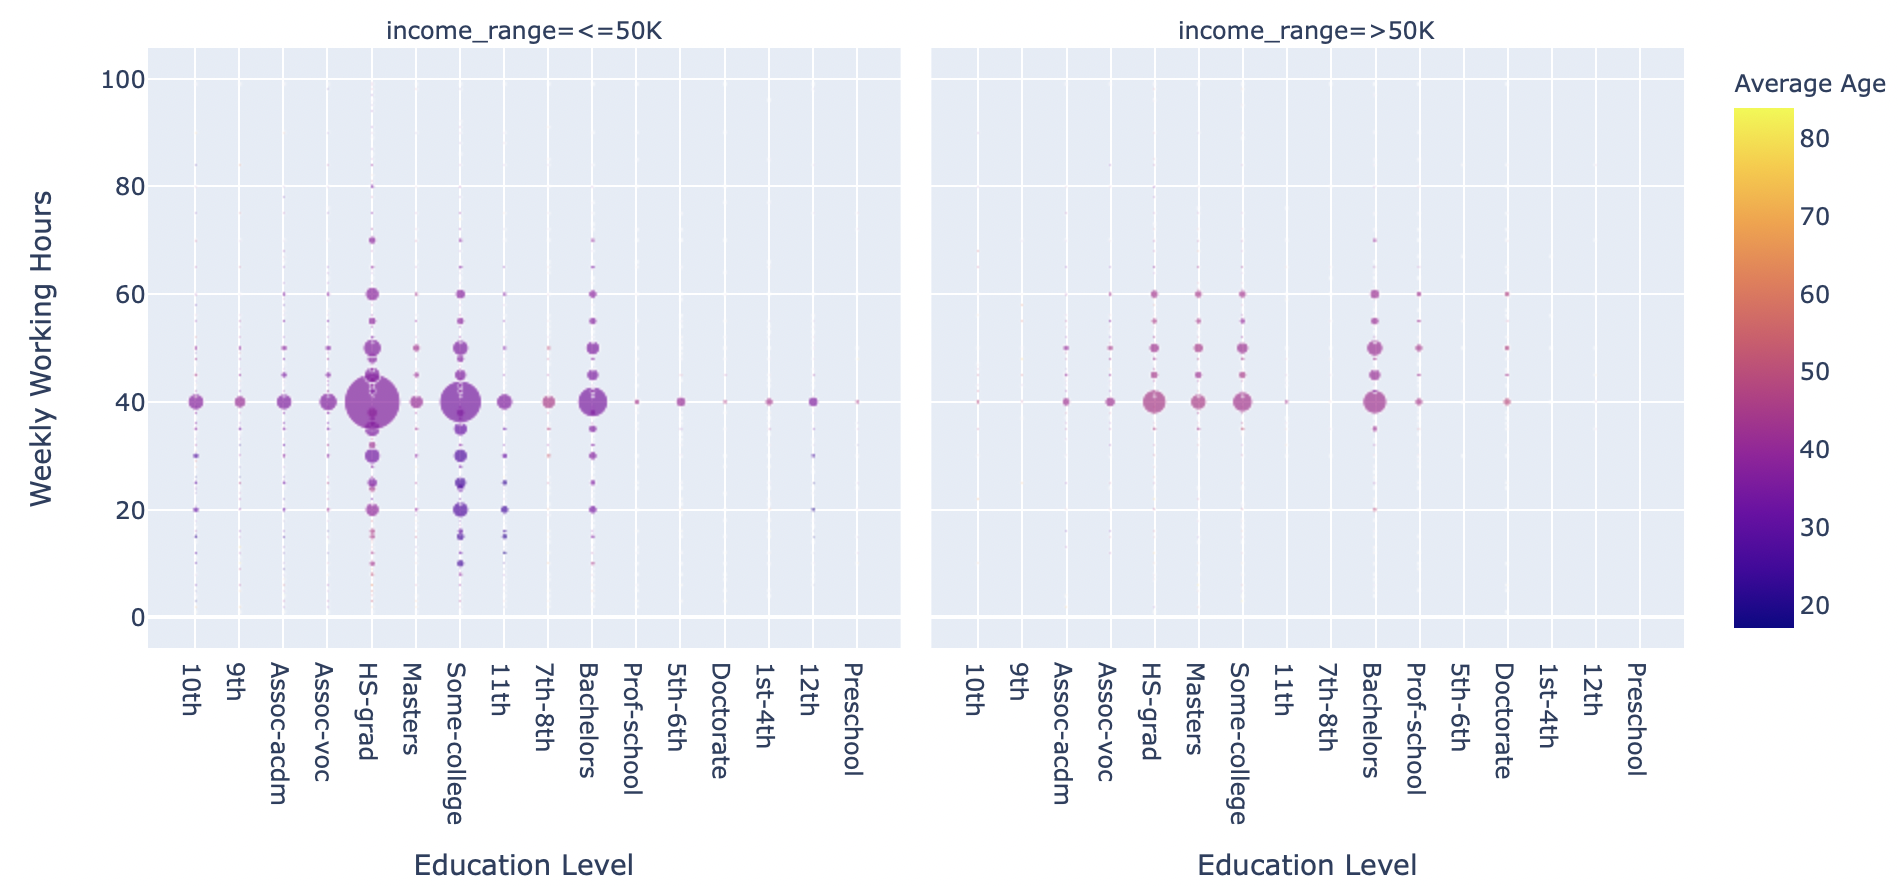 income_range=<=50K
income_range=>50K
Average Age
Weekly Working Hours
100
80
60
40
20
0
80
70
60
50
40
30
20
10th
9th
Assoc-acdm
Assoc-voc
HS-grad
Masters
Some-college
11th
7th-8th
Bachelors
Prof-school
5th-6th
Doctorate
1st-4th
12th
Preschool
10th
9th
Assoc-acdm
Assoc-voc
HS-grad
Masters
Some-college
11th
7th-8th
Bachelors
Prof-school
5th-6th
Doctorate
1st-4th
12th
Preschool
Education Level
Education Level